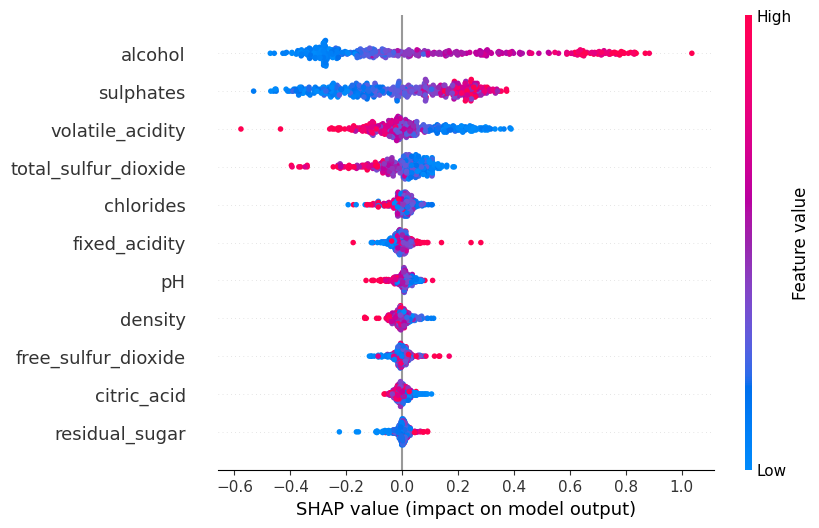 High
alcohol
sulphates
volatile_acidity
total_sulfur_dioxide
chlorides
fixed_acidity
pH
density
free_sulfur_dioxide
citric_acid
residual_sugar
Feature value
Low
−0.6 −0.4 −0.2 0.0 0.2 0.4 0.6 0.8 1.0
SHAP value (impact on model output)